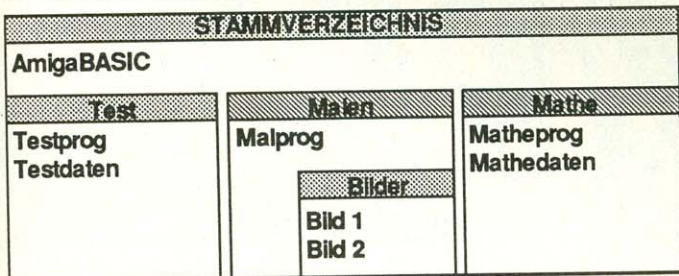 STAMMVERZEICHNIS
AmigaBASIC
Test
Testprog
Testdaten
Malen
Malprog
Bilder
Bild 1
Bild 2
Mathe
Matheprog
Mathedaten